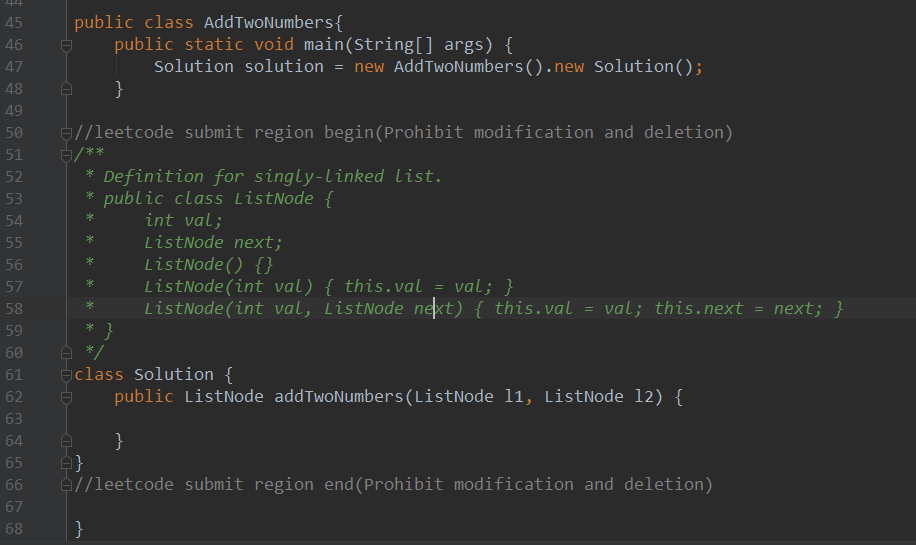 44
45 public class AddTwoNumbers{
46 public static void main(String[] args) {
47 Solution solution = new AddTwoNumbers().new Solution();
48 }
49
50 //leetcode submit region begin(Prohibit modification and deletion)
51 /**
52 * Definition for singly-linked list.
53 * public class ListNode {
54 * int val;
55 * ListNode next;
56 * ListNode() {}
57 * ListNode(int val) { this.val = val; }
58 * ListNode(int val, ListNode next) { this.val = val; this.next = next; }
59 * }
60 */
61 class Solution {
62 public ListNode addTwoNumbers(ListNode l1, ListNode l2) {
63
64 }
65 }
66 //leetcode submit region end(Prohibit modification and deletion)
67
68 }